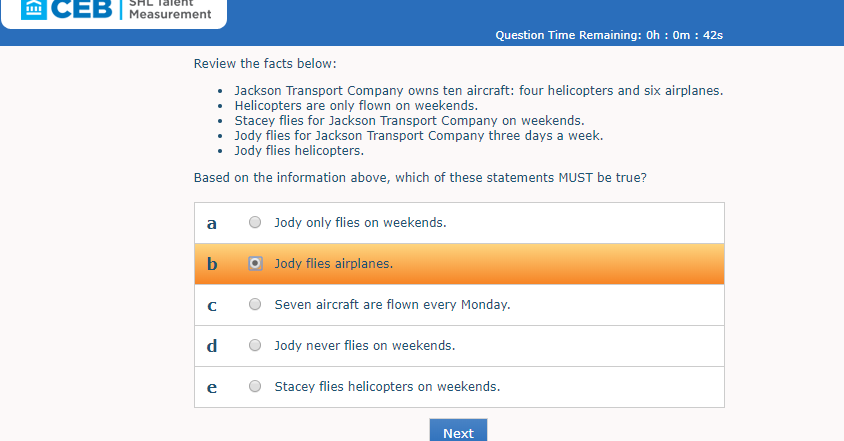 CEB SHL Talent
Measurement
Question Time Remaining: 0h : 0m : 42s
Review the facts below:
• Jackson Transport Company owns ten aircraft: four helicopters and six airplanes.
• Helicopters are only flown on weekends.
• Stacey flies for Jackson Transport Company on weekends.
• Jody flies for Jackson Transport Company three days a week.
• Jody flies helicopters.
Based on the information above, which of these statements MUST be true?
a Jody only flies on weekends.
b Jody flies airplanes.
c Seven aircraft are flown every Monday.
d Jody never flies on weekends.
e Stacey flies helicopters on weekends.
Next